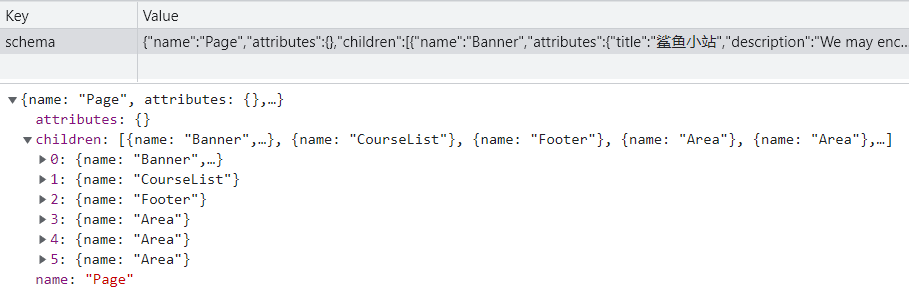 Key Value
schema {"name":"Page","attributes":{},"children":[{"name":"Banner","attributes":{"title":"鲨鱼小站","description":"We may enc...
{name: "Page", attributes: {},…}
attributes: {}
children: [{name: "Banner",…}, {name: "CourseList"}, {name: "Footer"}, {name: "Area"}, {name: "Area"},…]
0: {name: "Banner",…}
1: {name: "CourseList"}
2: {name: "Footer"}
3: {name: "Area"}
4: {name: "Area"}
5: {name: "Area"}
name: "Page"